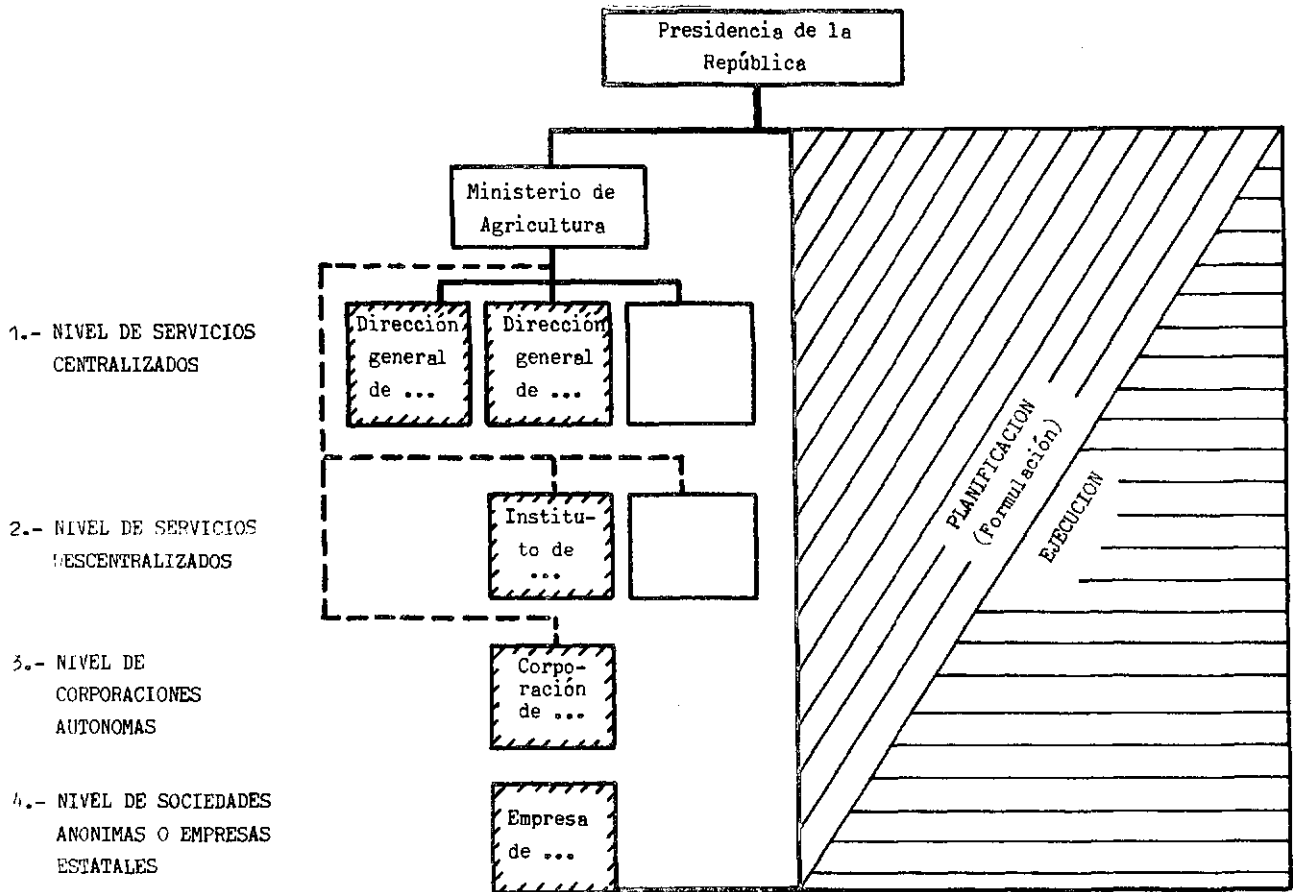 Presidencia de la
República
Ministerio de
Agricultura
1.- NIVEL DE SERVICIOS
CENTRALIZADOS
Dirección
general
de ...
Dirección
general
de ...
2.- NIVEL DE SERVICIOS
DESCENTRALIZADOS
Institu-
to de
...
3.- NIVEL DE
CORPORACIONES
AUTONOMAS
Corpo-
ración
de ...
4.- NIVEL DE SOCIEDADES
ANONIMAS O EMPRESAS
ESTATALES
Empresa
de ...
PLANIFICACION
(Formulación)
EJECUCION